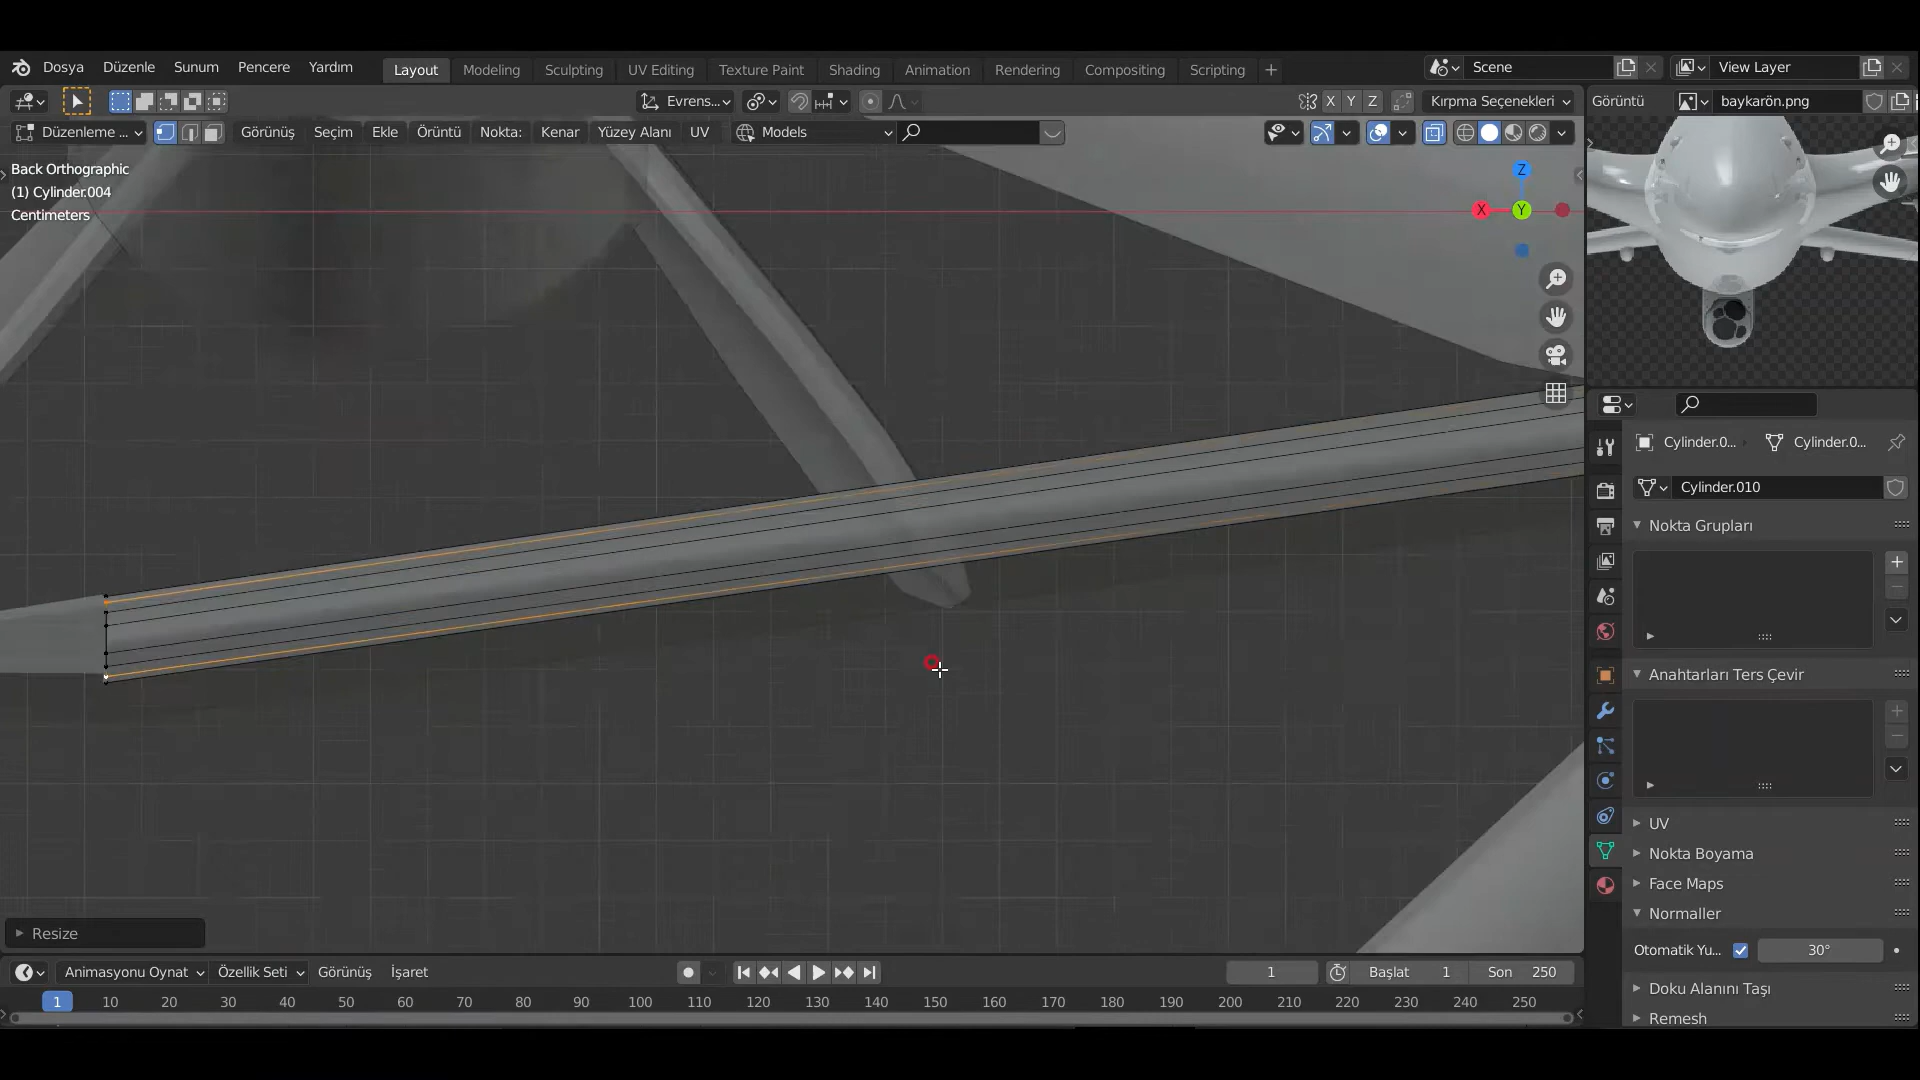 Dosya Düzenle Sunum Pencere Yardım Layout Modeling Sculpting UV Editing Texture Paint Shading Animation Rendering Compositing Scripting + Scene View Layer
Evrens... X Y Z Kırpma Seçenekleri Görüntü baykarön.png
Düzenleme ... Görünüş Seçim Ekle Örüntü Nokta: Kenar Yüzey Alanı UV Models
Back Orthographic
(1) Cylinder.004
Centimeters
Z
X Y
Cylinder.0... Cylinder.0...
Cylinder.010
Nokta Grupları
Anahtarları Ters Çevir
UV
Nokta Boyama
Face Maps
Normaller
Otomatik Yu... 30°
Doku Alanını Taşı
Remesh
Resize
Animasyonu Oynat Özellik Seti Görünüş İşaret 1 Başlat 1 Son 250
1 10 20 30 40 50 60 70 80 90 100 110 120 130 140 150 160 170 180 190 200 210 220 230 240 250